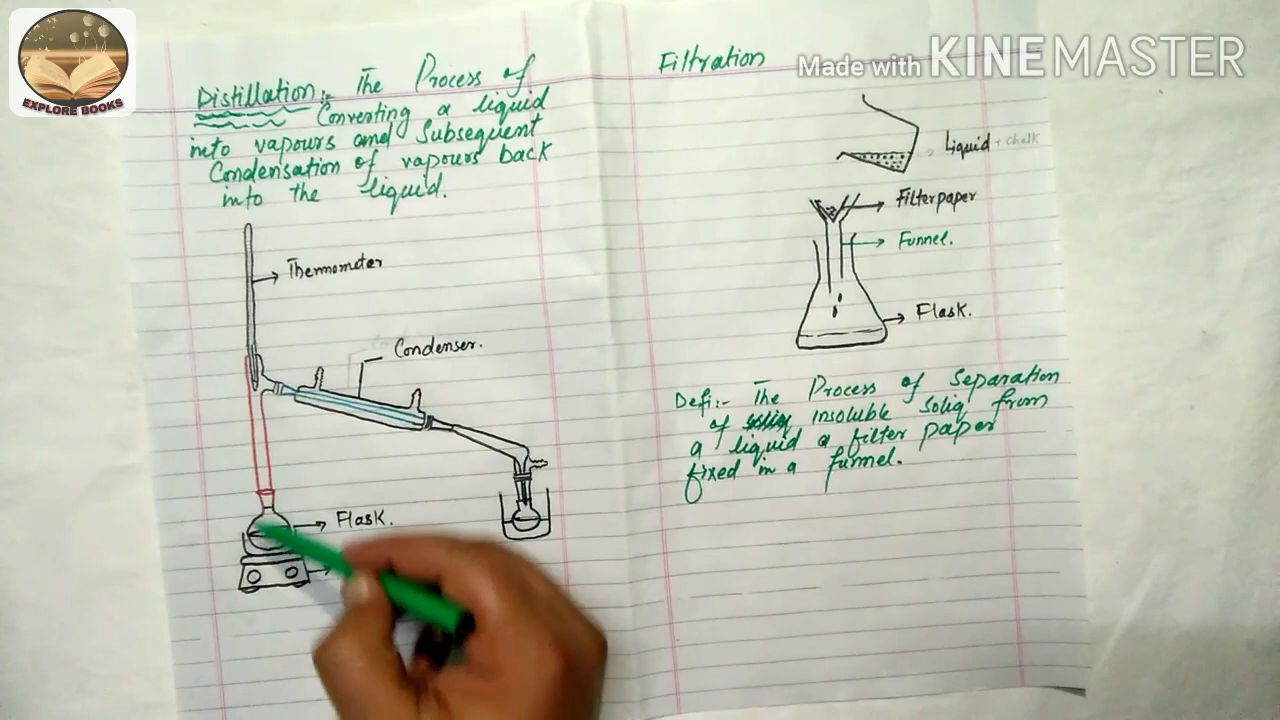 EXPLORE BOOKS
Made with KINEMASTER
Distillation:- The Process of
Converting a liquid
into vapours and Subsequent
Condensation of vapours back
into the liquid.
Thermometer
Condenser.
Flask.
Filtration
Liquid + chalk
Filterpaper
Funnel.
Flask.
Defi:- The Process of Separation
of insoluble Soliq from
a liquid a filter paper
fixed in a funnel.